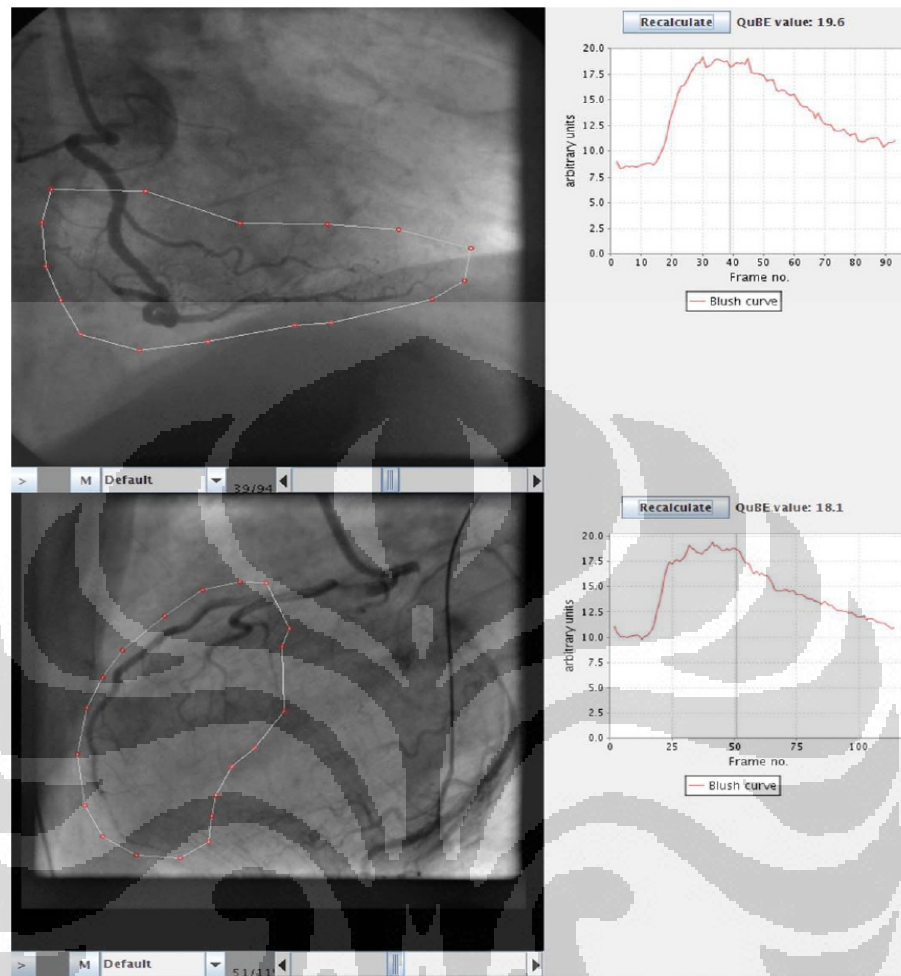 Recalculate QuBE value: 19.6
20.0
17.5
15.0
12.5
10.0
7.5
5.0
2.5
0.0
arbitrary units
0 10 20 30 40 50 60 70 80 90
Frame no.
Blush curve
> M Default 39/94
Recalculate QuBE value: 18.1
20.0
17.5
15.0
12.5
10.0
7.5
5.0
2.5
0.0
arbitrary units
0 25 50 75 100
Frame no.
Blush curve
> M Default 51/115